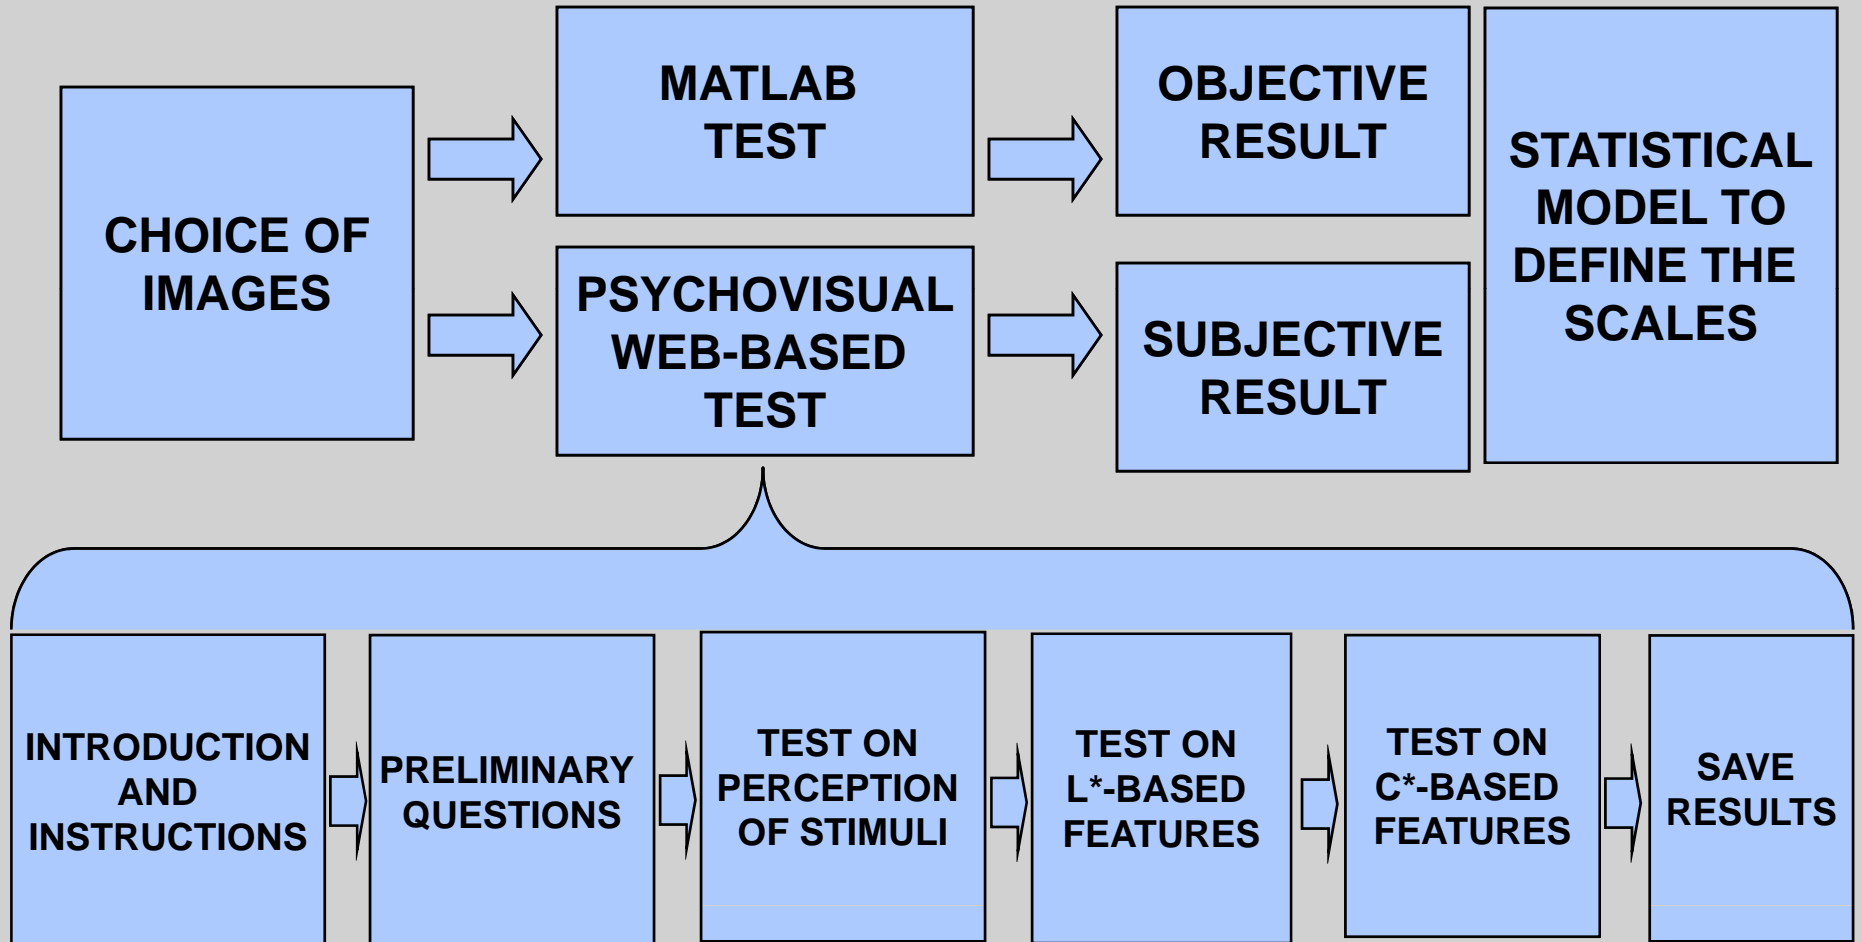 CHOICE OF
IMAGES
MATLAB
TEST
PSYCHOVISUAL
WEB-BASED
TEST
OBJECTIVE
RESULT
SUBJECTIVE
RESULT
STATISTICAL
MODEL TO
DEFINE THE
SCALES
INTRODUCTION
AND
INSTRUCTIONS
PRELIMINARY
QUESTIONS
TEST ON
PERCEPTION
OF STIMULI
TEST ON
L*-BASED
FEATURES
TEST ON
C*-BASED
FEATURES
SAVE
RESULTS